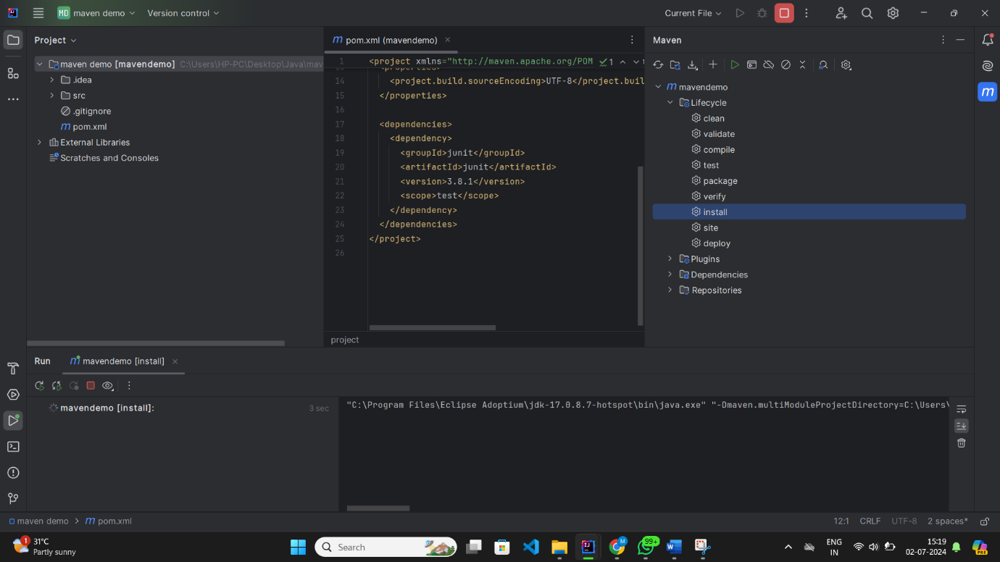 MD maven demo Version control Current File
Project
pom.xml (mavendemo)
Maven
maven demo [mavendemo] C:\Users\HP-PC\Desktop\Java\mav
.idea
src
.gitignore
pom.xml
External Libraries
Scratches and Consoles
1 <project xmlns="http://maven.apache.org/POM 1
14 <project.build.sourceEncoding>UTF-8</project.buil
15 </properties>
16
17 <dependencies>
18 <dependency>
19 <groupId>junit</groupId>
20 <artifactId>junit</artifactId>
21 <version>3.8.1</version>
22 <scope>test</scope>
23 </dependency>
24 </dependencies>
25 </project>
26
project
m mavendemo
Lifecycle
clean
validate
compile
test
package
verify
install
site
deploy
Plugins
Dependencies
Repositories
m
Run mavendemo [install]
mavendemo [install]: 3 sec
"C:\Program Files\Eclipse Adoptium\jdk-17.0.8.7-hotspot\bin\java.exe" "-Dmaven.multiModuleProjectDirectory=C:\Users\
maven demo > m pom.xml
12:1 CRLF UTF-8 2 spaces*
1 31°C
Partly sunny
Search
99+
ENG
IN
15:19
02-07-2024